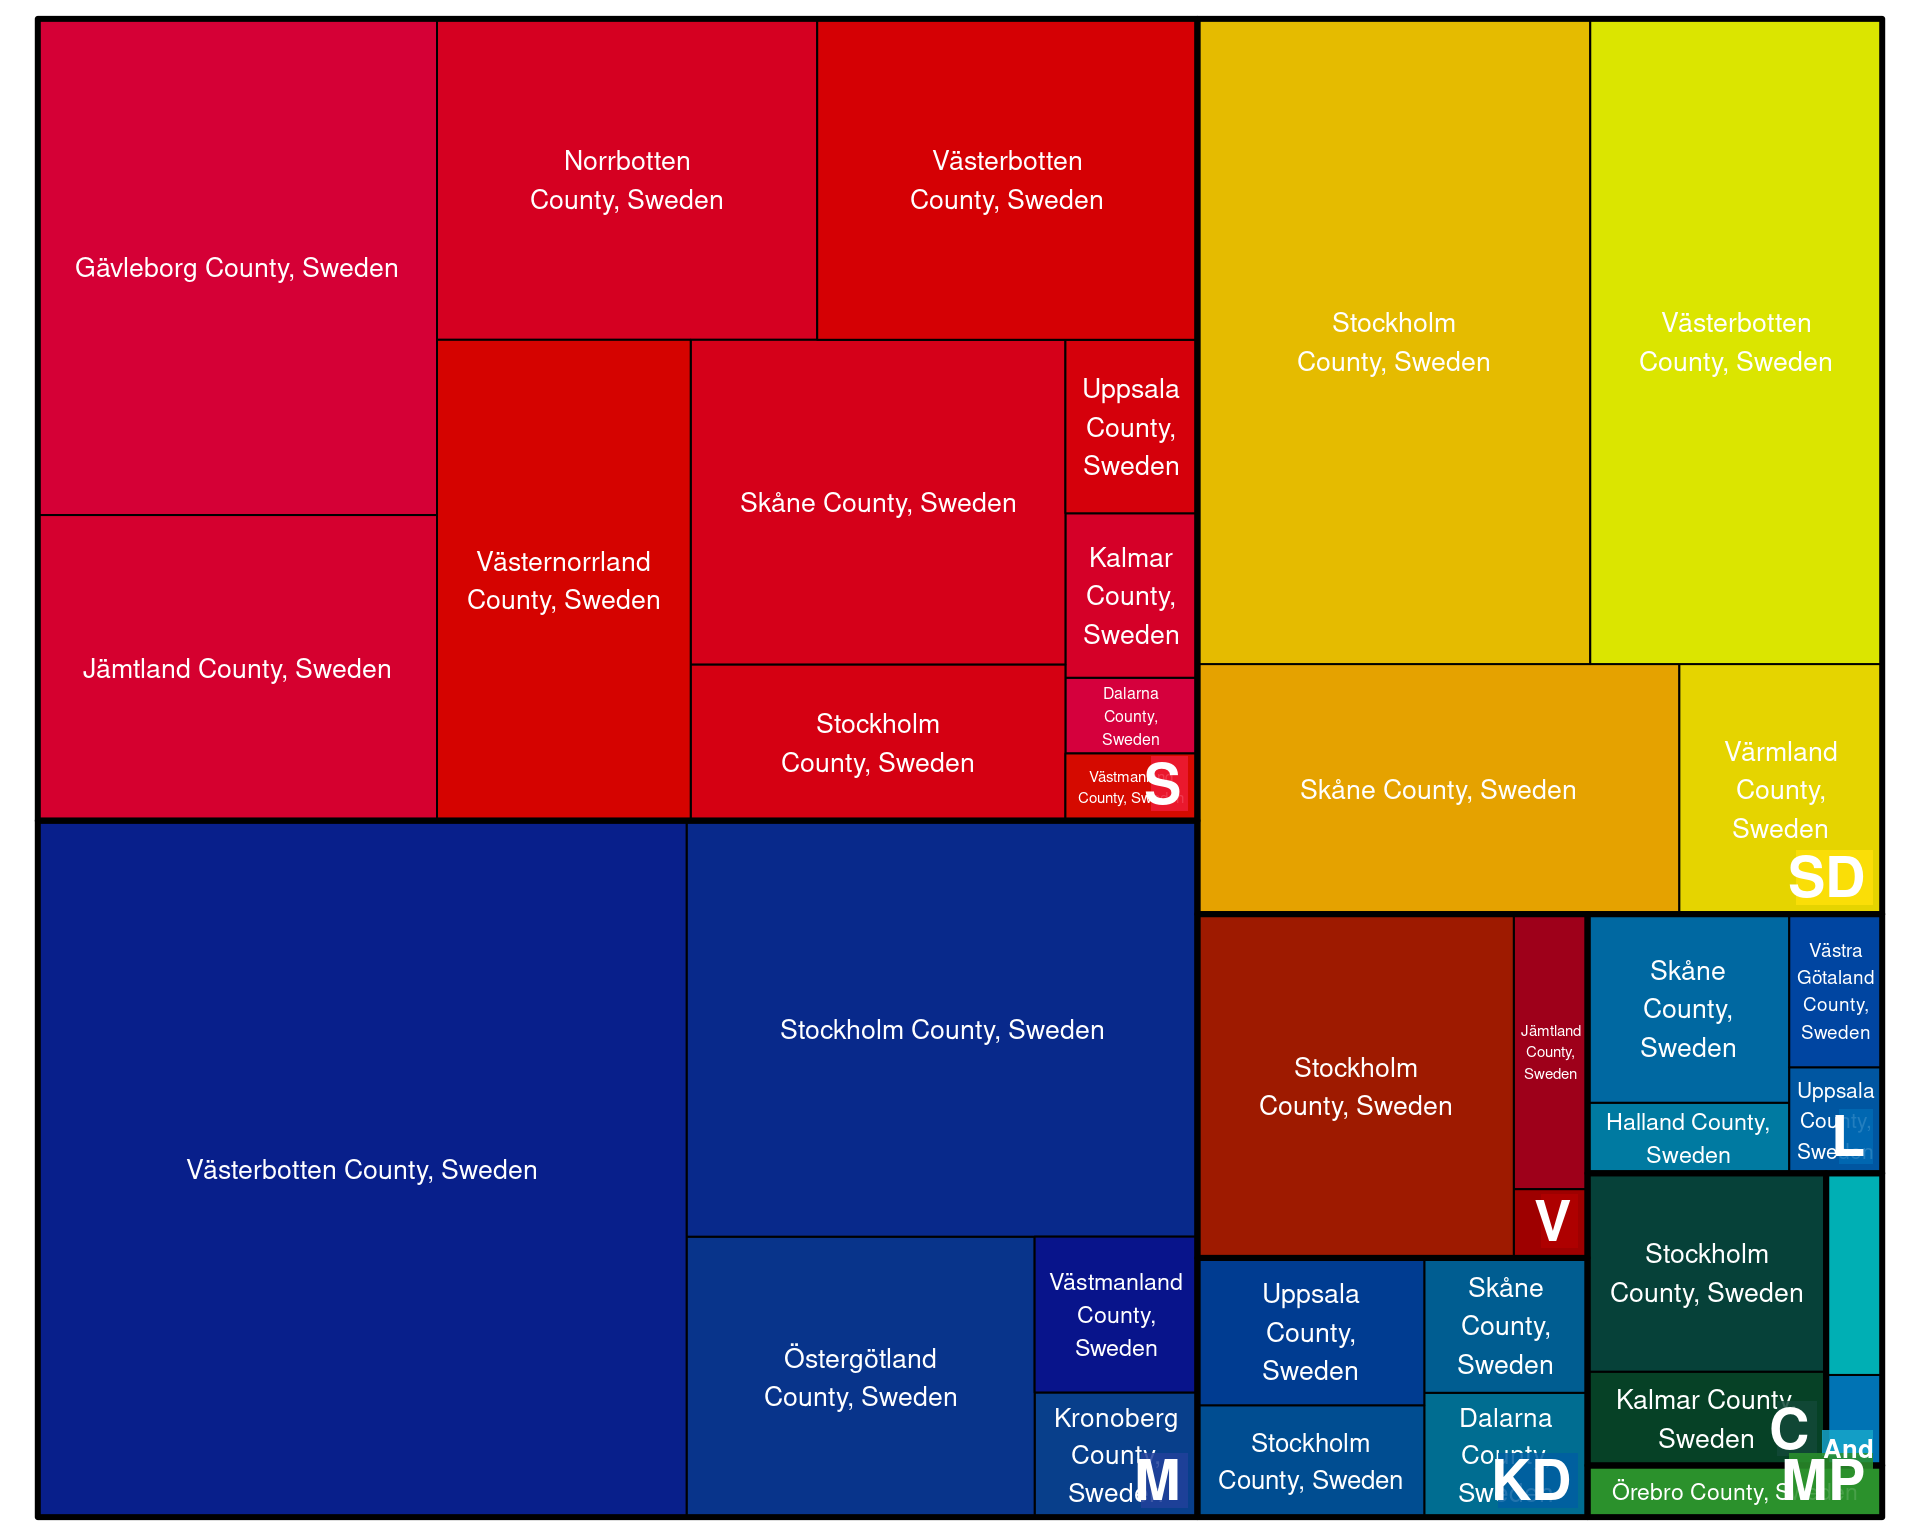 Gävleborg County, Sweden
Norrbotten
County, Sweden
Västerbotten
County, Sweden
Jämtland County, Sweden
Västernorrland
County, Sweden
Skåne County, Sweden
Stockholm
County, Sweden
Uppsala
County,
Sweden
Kalmar
County,
Sweden
Dalarna
County,
Sweden
Västmanland
County, Sweden
S
Västerbotten County, Sweden
Stockholm County, Sweden
Östergötland
County, Sweden
Västmanland
County,
Sweden
Kronoberg
County,
Sweden
M
Stockholm
County, Sweden
Västerbotten
County, Sweden
Skåne County, Sweden
Värmland
County,
Sweden
SD
Stockholm
County, Sweden
Jämtland
County,
Sweden
V
Uppsala
County,
Sweden
Stockholm
County, Sweden
Skåne
County,
Sweden
Dalarna
County,
Sweden
KD
Skåne
County,
Sweden
Halland County,
Sweden
Västra
Götaland
County,
Sweden
Uppsala
County,
Sweden
L
Stockholm
County, Sweden
Kalmar County,
Sweden
C
And
Örebro County, Sweden
MP